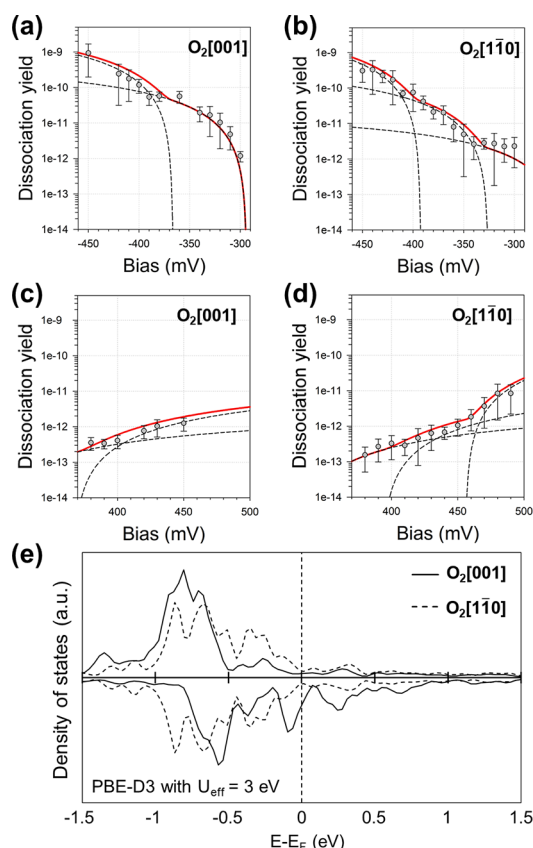 (a)
O₂[001]
Dissociation yield
1e-9
1e-10
1e-11
1e-12
1e-13
1e-14
-450 -400 -350 -300
Bias (mV)
(b)
O₂[11̅0]
Dissociation yield
1e-9
1e-10
1e-11
1e-12
1e-13
1e-14
-450 -400 -350 -300
Bias (mV)
(c)
O₂[001]
Dissociation yield
1e-9
1e-10
1e-11
1e-12
1e-13
1e-14
400 450 500
Bias (mV)
(d)
O₂[11̅0]
Dissociation yield
1e-9
1e-10
1e-11
1e-12
1e-13
1e-14
400 450 500
Bias (mV)
(e)
O₂[001]
O₂[11̅0]
Density of states (a.u.)
PBE-D3 with U_eff = 3 eV
-1.5 -1 -0.5 0 0.5 1 1.5
E-E_F (eV)